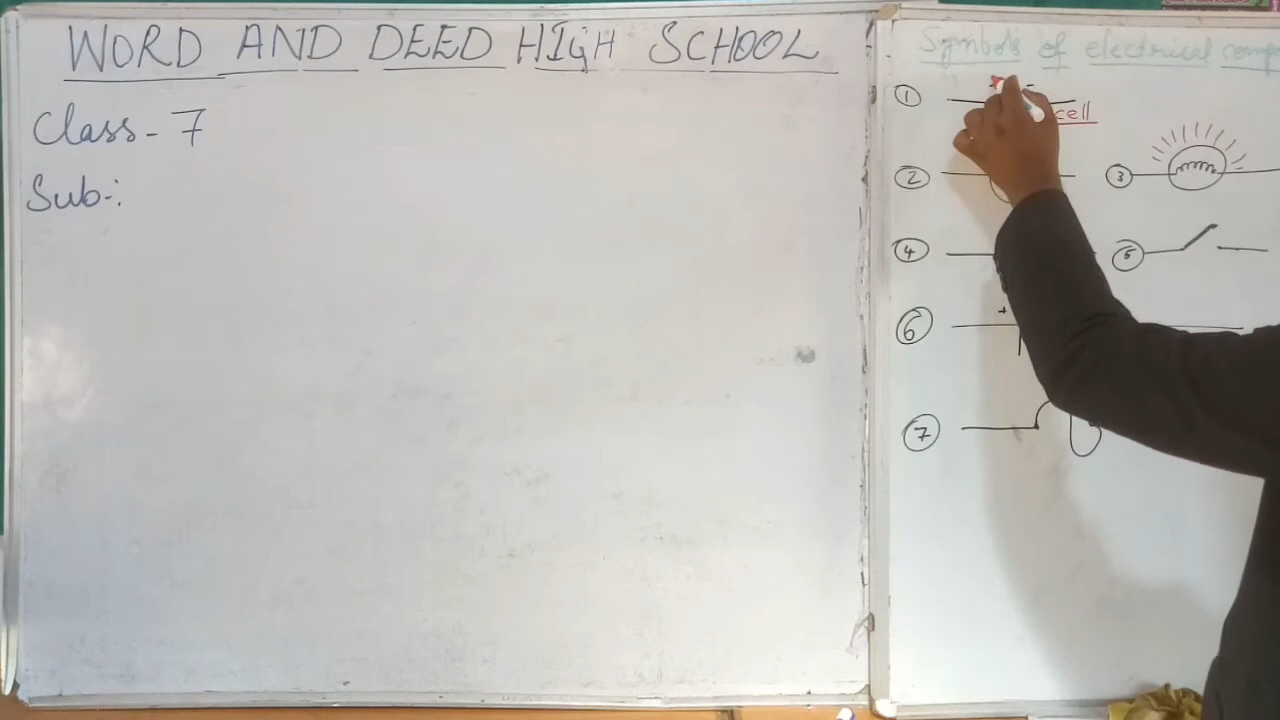 WORD AND DEED HIGH SCHOOL
Class - 7
Sub-:
Symbols of electrical
① -
cell
②
③
④
⑤
⑥ +
⑦